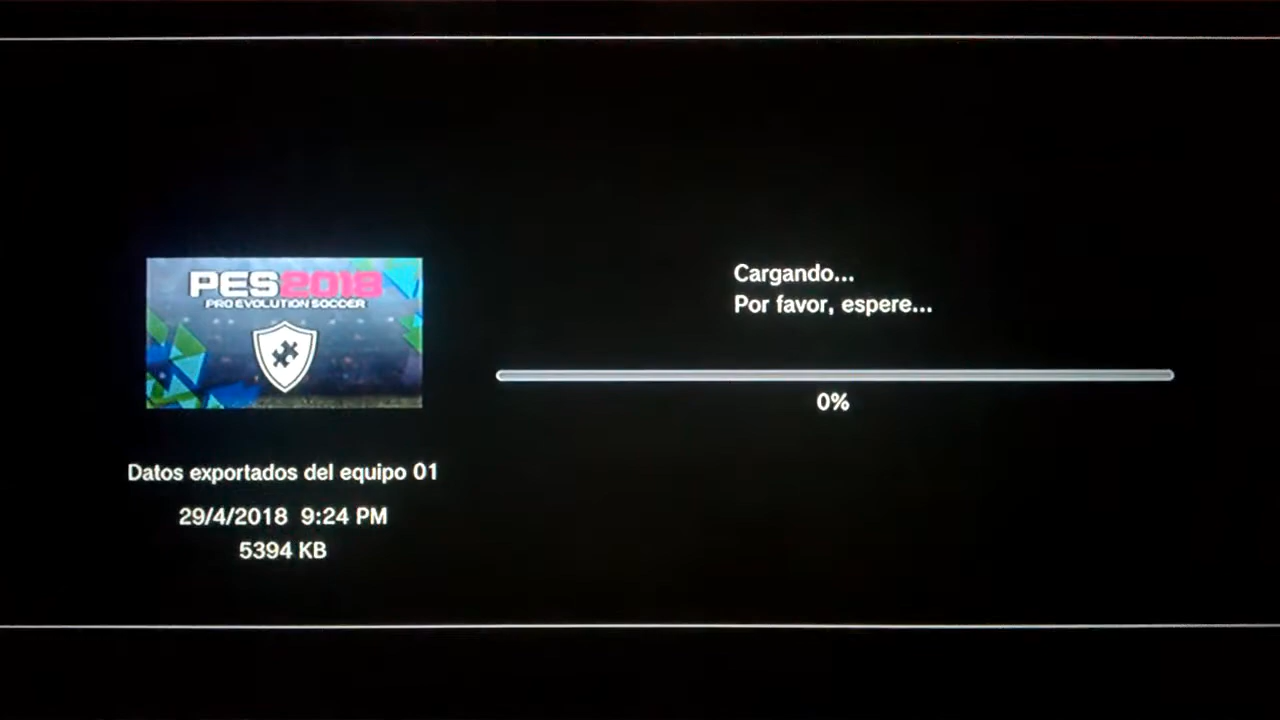 PES2018
PRO EVOLUTION SOCCER
Cargando...
Por favor, espere...
0%
Datos exportados del equipo 01
29/4/2018 9:24 PM
5394 KB